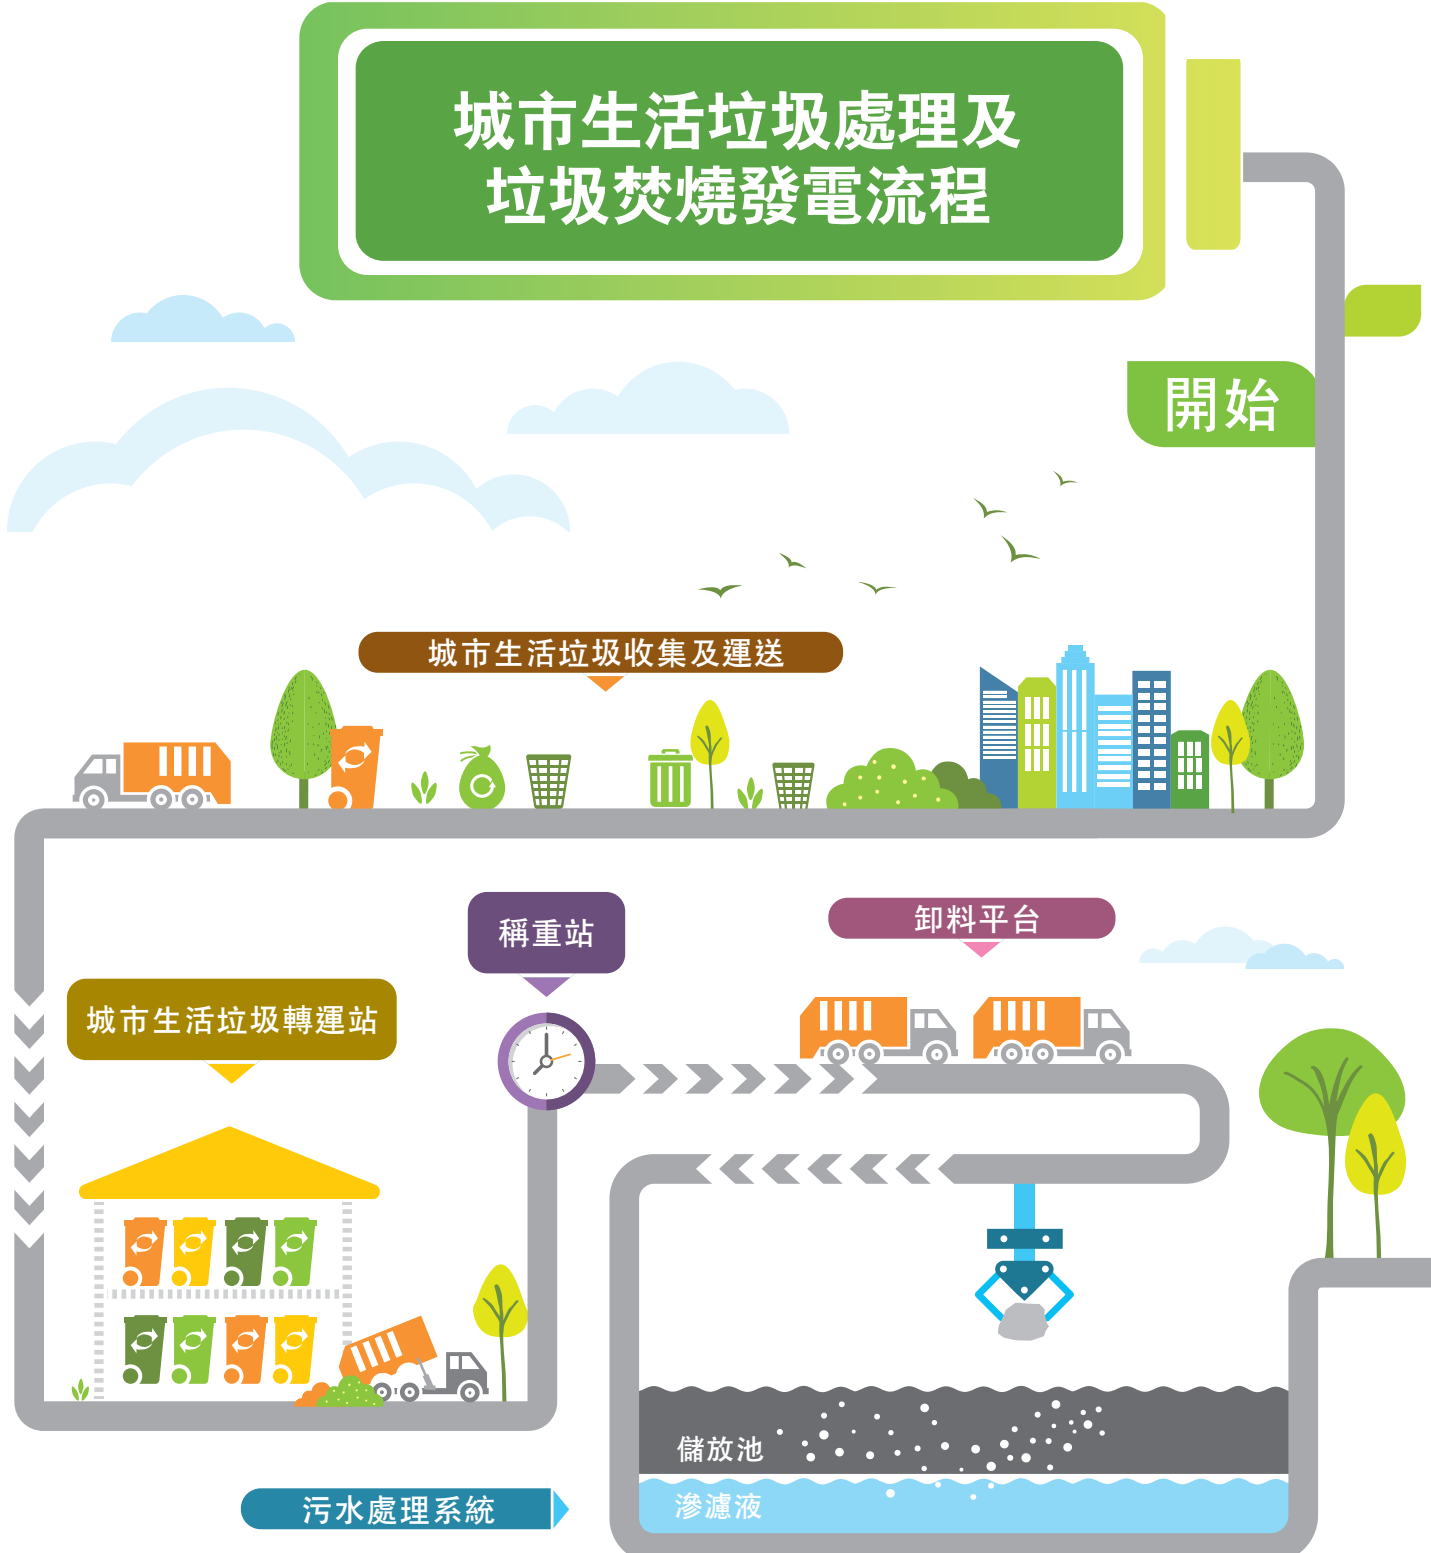 城市生活垃圾處理及
垃圾焚燒發電流程
開始
城市生活垃圾收集及運送
稱重站
卸料平台
城市生活垃圾轉運站
儲放池
滲濾液
污水處理系統